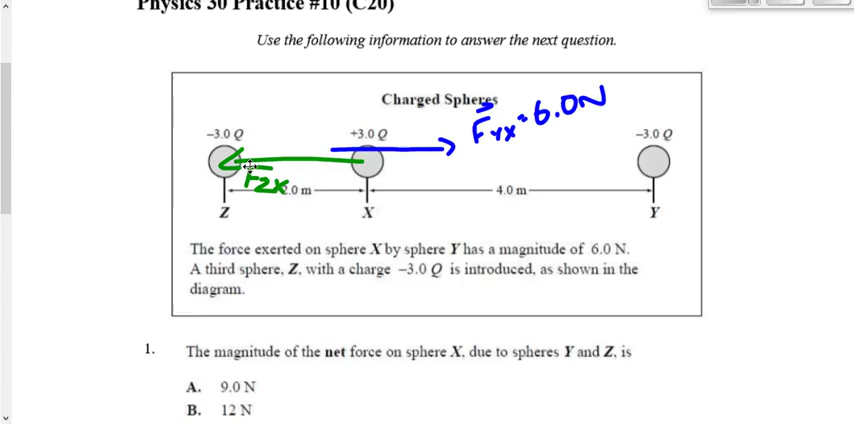 Physics 30 Practice #10 (C20)
Use the following information to answer the next question.
Charged Spheres
F yx = 6.0N
−3.0 Q +3.0 Q −3.0 Q
F zx
.0 m 4.0 m
Z X Y
The force exerted on sphere X by sphere Y has a magnitude of 6.0 N.
A third sphere, Z, with a charge −3.0 Q is introduced, as shown in the
diagram.
1. The magnitude of the net force on sphere X, due to spheres Y and Z, is
A. 9.0 N
B. 12 N